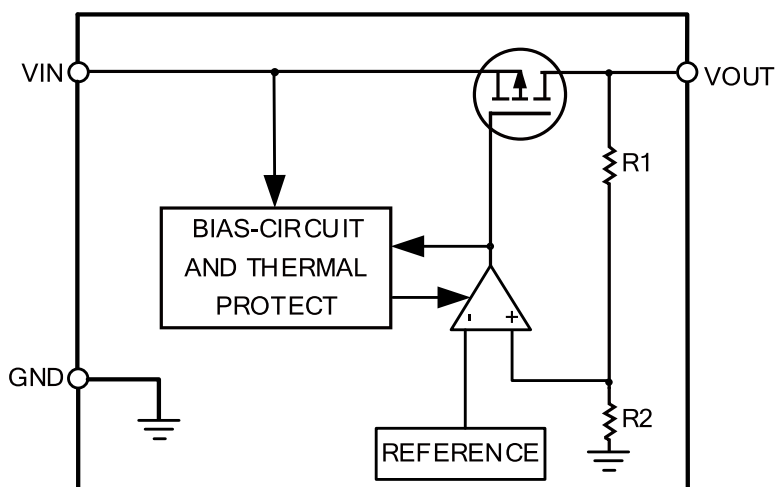 VIN
VOUT
R1
BIAS-CIRCUIT
AND THERMAL
PROTECT
- +
GND
R2
REFERENCE